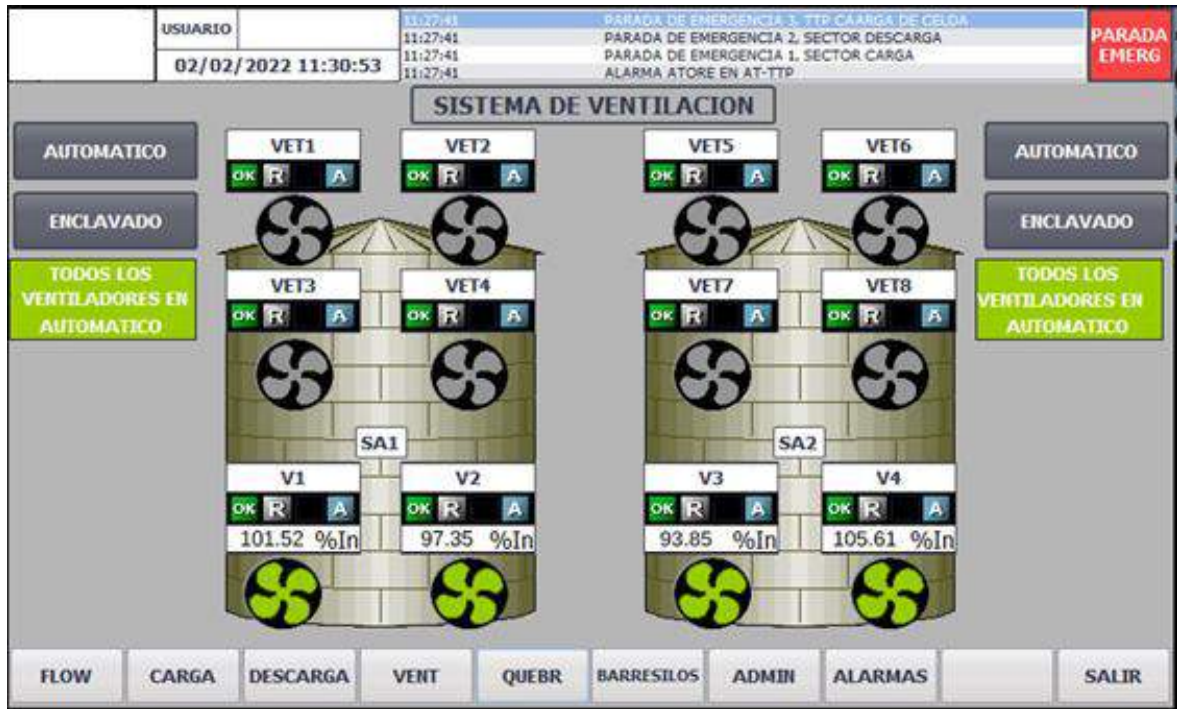 USUARIO
02/02/2022 11:30:53
11:27:41 PARADA DE EMERGENCIA 3, TTP CAARGA DE CELDA
11:27:41 PARADA DE EMERGENCIA 2, SECTOR DESCARGA
11:27:41 PARADA DE EMERGENCIA 1, SECTOR CARGA
11:27:41 ALARMA ATORE EN AT-TTP
PARADA
EMERG
SISTEMA DE VENTILACION
AUTOMATICO
ENCLAVADO
TODOS LOS
VENTILADORES EN
AUTOMATICO
VET1
OK R A
VET2
OK R A
VET3
OK R A
VET4
OK R A
SA1
V1
OK R A
101.52 %In
V2
OK R A
97.35 %In
VET5
OK R A
VET6
OK R A
VET7
OK R A
VET8
OK R A
SA2
V3
OK R A
93.85 %In
V4
OK R A
105.61 %In
AUTOMATICO
ENCLAVADO
TODOS LOS
VENTILADORES EN
AUTOMATICO
FLOW CARGA DESCARGA VENT QUEBR BARRESILOS ADMIN ALARMAS SALIR